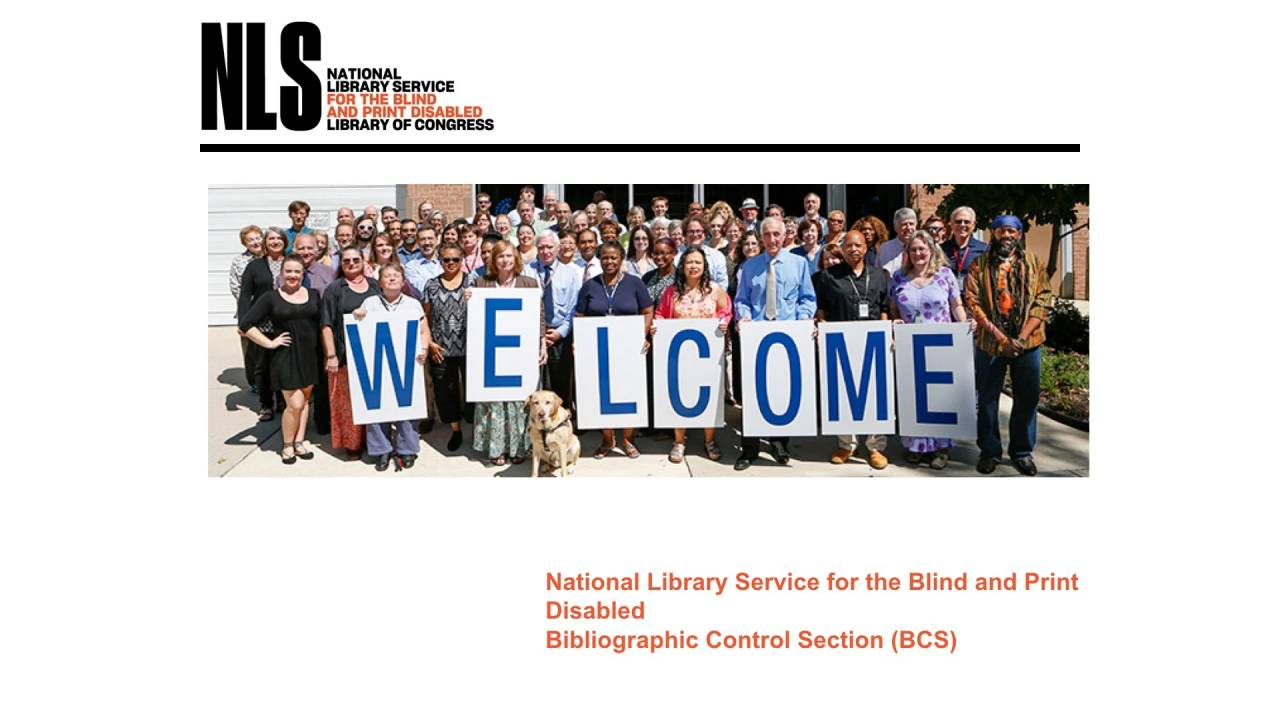 NLS
NATIONAL
LIBRARY SERVICE
FOR THE BLIND
AND PRINT DISABLED
LIBRARY OF CONGRESS
WELCOME
National Library Service for the Blind and Print
Disabled
Bibliographic Control Section (BCS)